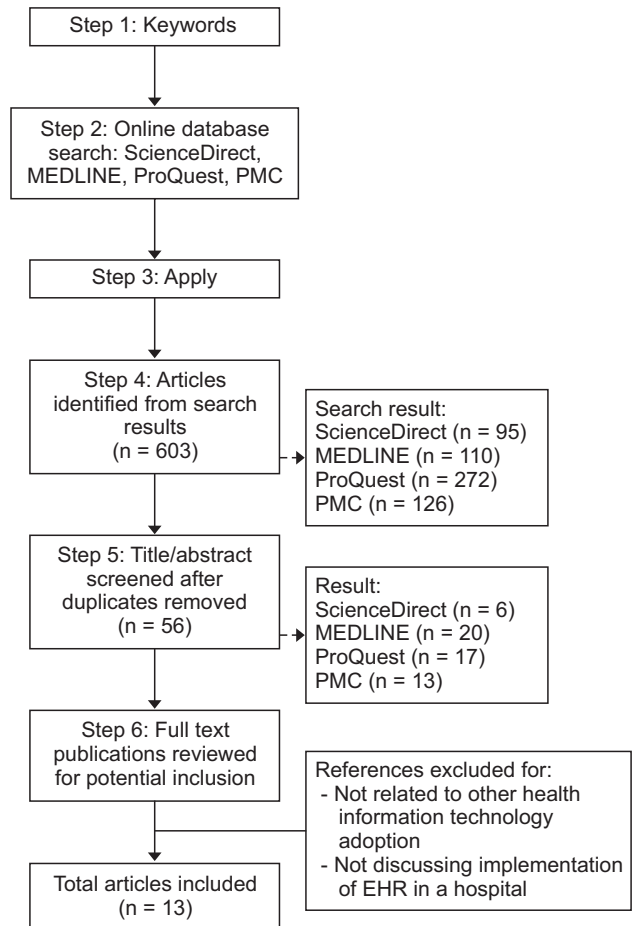 Step 1: Keywords
Step 2: Online database
search: ScienceDirect,
MEDLINE, ProQuest, PMC
Step 3: Apply
Step 4: Articles
identified from search
results
(n = 603)
Search result:
ScienceDirect (n = 95)
MEDLINE (n = 110)
ProQuest (n = 272)
PMC (n = 126)
Step 5: Title/abstract
screened after
duplicates removed
(n = 56)
Result:
ScienceDirect (n = 6)
MEDLINE (n = 20)
ProQuest (n = 17)
PMC (n = 13)
Step 6: Full text
publications reviewed
for potential inclusion
References excluded for:
- Not related to other health
information technology
adoption
- Not discussing implementation
of EHR in a hospital
Total articles included
(n = 13)